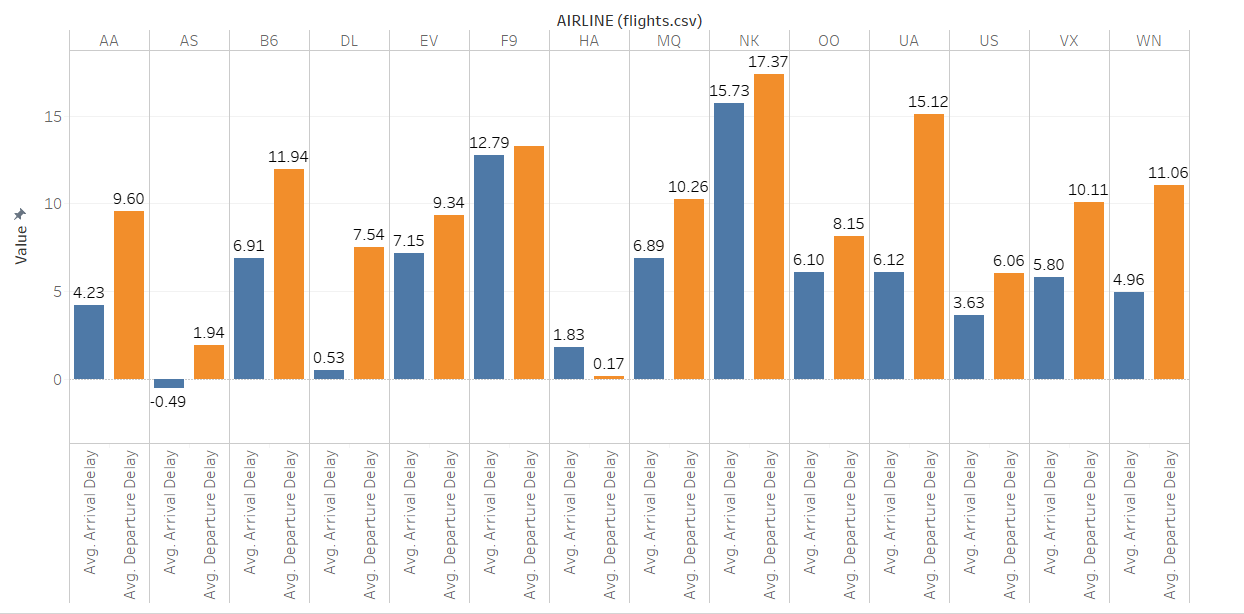 AIRLINE (flights.csv)
AA AS B6 DL EV F9 HA MQ NK OO UA US VX WN
Value
15
10
5
0
4.23
9.60
-0.49
1.94
6.91
11.94
0.53
7.54
7.15
9.34
12.79
1.83
0.17
6.89
10.26
15.73
17.37
6.10
8.15
6.12
15.12
3.63
6.06
5.80
10.11
4.96
11.06
Avg. Arrival Delay
Avg. Departure Delay
Avg. Arrival Delay
Avg. Departure Delay
Avg. Arrival Delay
Avg. Departure Delay
Avg. Arrival Delay
Avg. Departure Delay
Avg. Arrival Delay
Avg. Departure Delay
Avg. Arrival Delay
Avg. Departure Delay
Avg. Arrival Delay
Avg. Departure Delay
Avg. Arrival Delay
Avg. Departure Delay
Avg. Arrival Delay
Avg. Departure Delay
Avg. Arrival Delay
Avg. Departure Delay
Avg. Arrival Delay
Avg. Departure Delay
Avg. Arrival Delay
Avg. Departure Delay
Avg. Arrival Delay
Avg. Departure Delay
Avg. Arrival Delay
Avg. Departure Delay